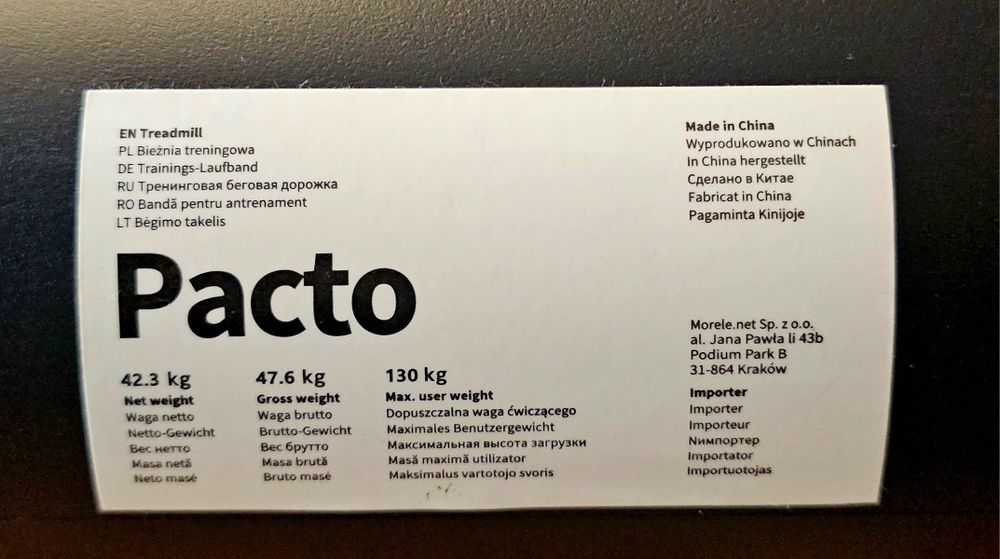 EN Treadmill
PL Bieżnia treningowa
DE Trainings-Laufband
RU Тренинговая беговая дорожка
RO Bandă pentru antrenament
LT Bėgimo takelis
Made in China
Wyprodukowano w Chinach
In China hergestellt
Сделано в Китае
Fabricat in China
Pagaminta Kinijoje
Pacto
42.3 kg
Net weight
Waga netto
Netto-Gewicht
Вес нетто
Masa netă
Neto masė
47.6 kg
Gross weight
Waga brutto
Brutto-Gewicht
Вес брутто
Masa brută
Bruto masė
130 kg
Max. user weight
Dopuszczalna waga ćwiczącego
Maximales Benutzergewicht
Максимальная высота загрузки
Masă maximă utilizator
Maksimalus vartotojo svoris
Morele.net Sp. z o.o.
al. Jana Pawła li 43b
Podium Park B
31-864 Kraków
Importer
Importer
Importeur
Nимпортер
Importator
Importuotojas